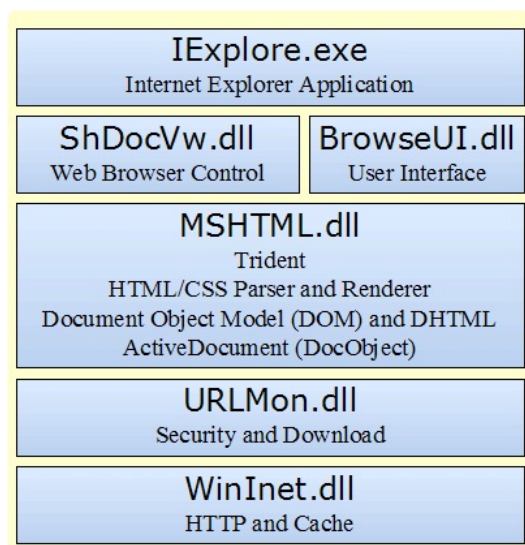 IExplore.exe
Internet Explorer Application
ShDocVw.dll
Web Browser Control
BrowseUI.dll
User Interface
MSHTML.dll
Trident
HTML/CSS Parser and Renderer
Document Object Model (DOM) and DHTML
ActiveDocument (DocObject)
URLMon.dll
Security and Download
WinInet.dll
HTTP and Cache